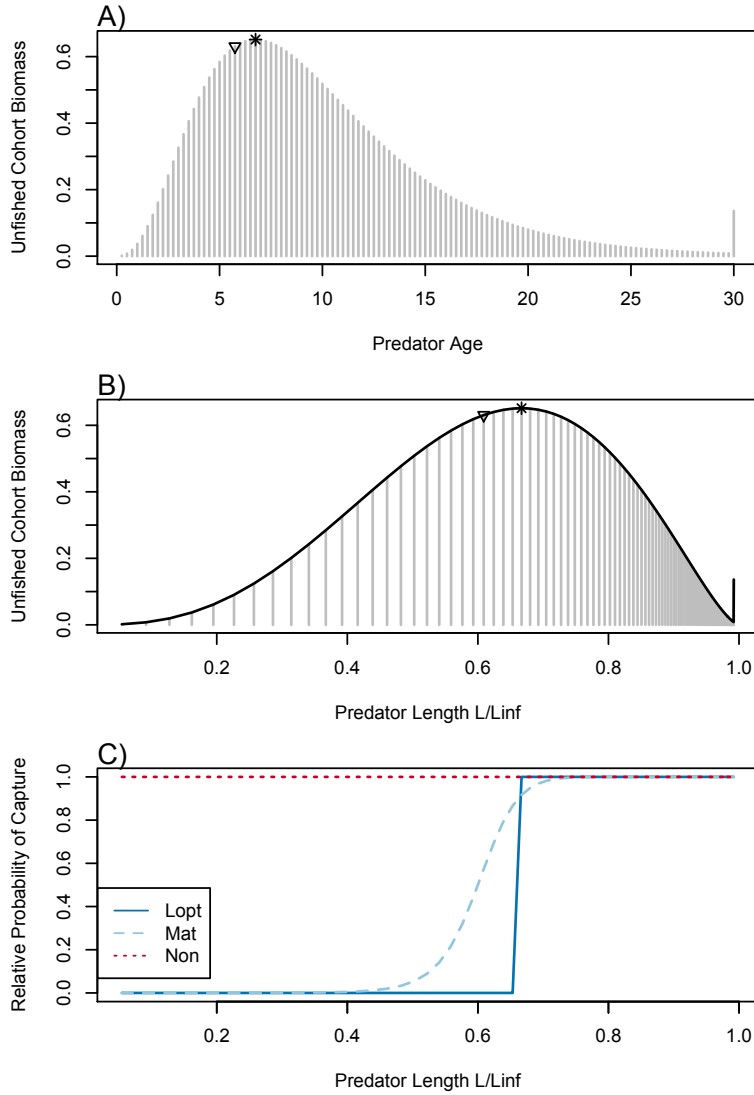 A)
Unfished Cohort Biomass
0.6
0.4
0.2
0.0
0 5 10 15 20 25 30
Predator Age
B)
Unfished Cohort Biomass
0.6
0.4
0.2
0.0
0.2 0.4 0.6 0.8 1.0
Predator Length L/Linf
C)
Relative Probability of Capture
1.0
0.8
0.6
0.4
0.2
0.0
Lopt
Mat
Non
0.2 0.4 0.6 0.8 1.0
Predator Length L/Linf